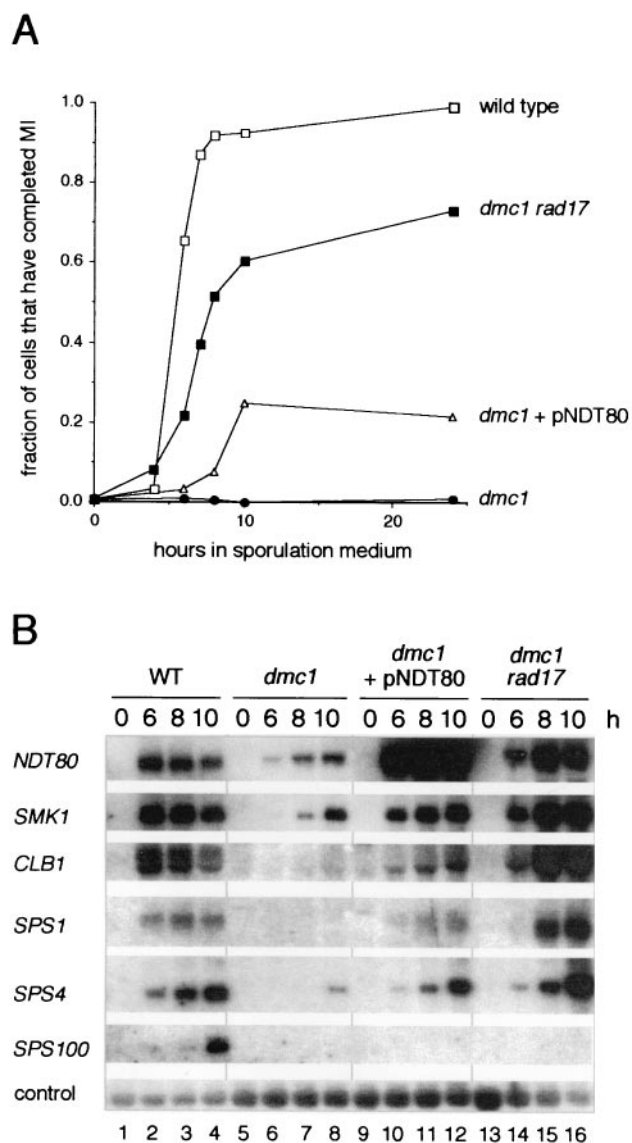 A
1.0
0.8
0.6
0.4
0.2
0.0
fraction of cells that have completed MI
wild type
dmc1 rad17
dmc1 + pNDT80
dmc1
0 10 20
hours in sporulation medium
B
WT dmc1 dmc1 + pNDT80 dmc1 rad17
0 6 8 10 0 6 8 10 0 6 8 10 0 6 8 10 h
NDT80
SMK1
CLB1
SPS1
SPS4
SPS100
control
1 2 3 4 5 6 7 8 9 10 11 12 13 14 15 16